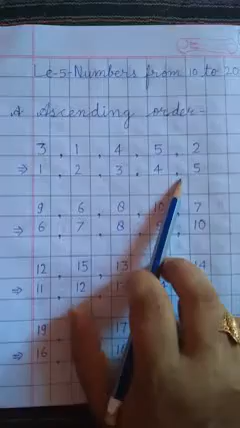 Le-5-Numbers from 10 to 20
A. Ascending order-
3, 1, 4, 5, 2
⇒ 1, 2, 3, 4, 5
9, 6, 8, 10, 7
⇒ 6, 7, 8, 9, 10
12, 15, 13, 14
⇒ 11, 12,
19, 17
⇒ 16,